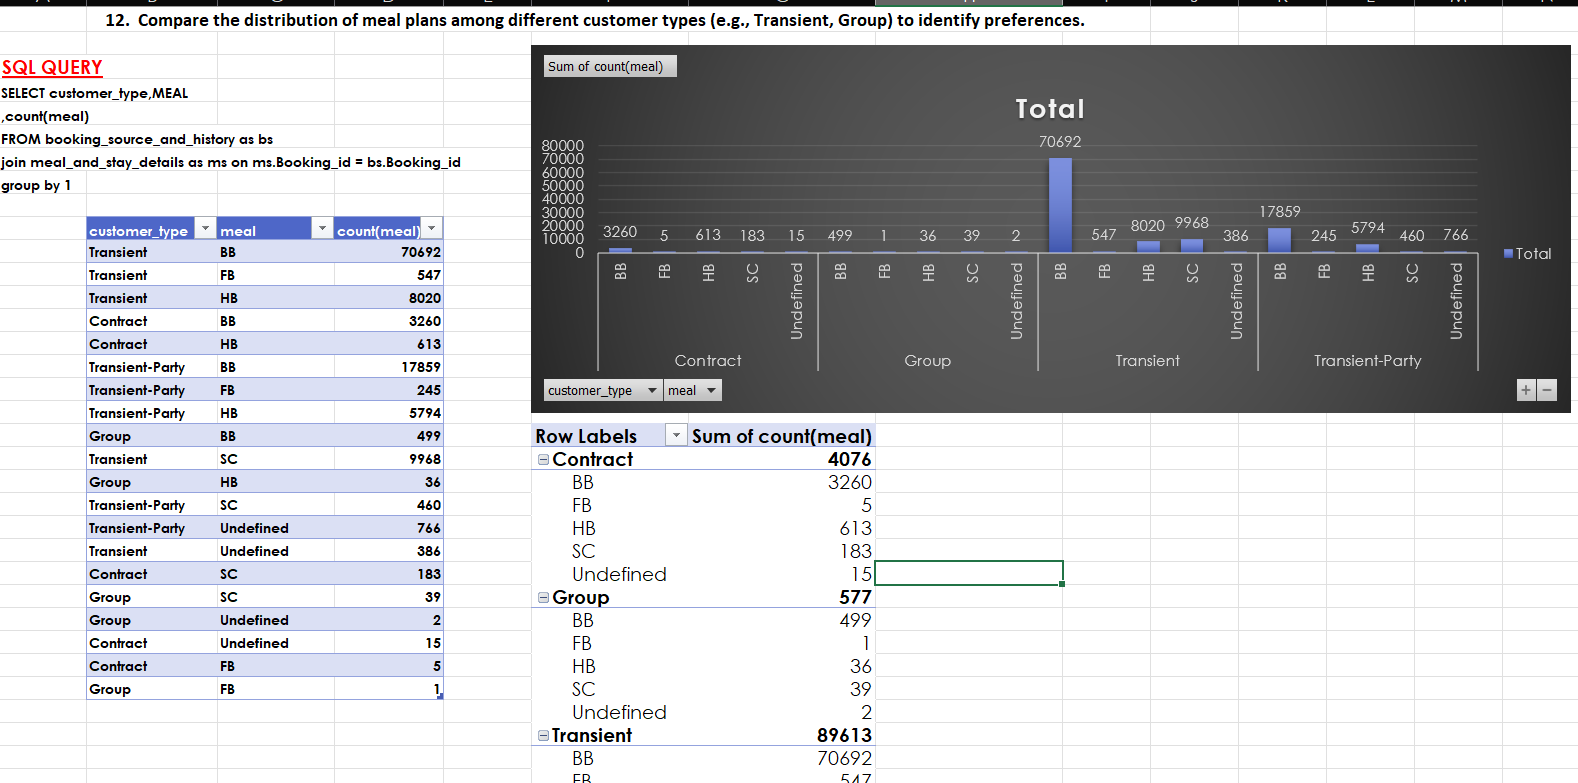 12. Compare the distribution of meal plans among different customer types (e.g., Transient, Group) to identify preferences.
SQL QUERY
SELECT customer_type,MEAL
,count(meal)
FROM booking_source_and_history as bs
join meal_and_stay_details as ms on ms.Booking_id = bs.Booking_id
group by 1
customer_type meal count(meal)
Transient BB 70692
Transient FB 547
Transient HB 8020
Contract BB 3260
Contract HB 613
Transient-Party BB 17859
Transient-Party FB 245
Transient-Party HB 5794
Group BB 499
Transient SC 9968
Group HB 36
Transient-Party SC 460
Transient-Party Undefined 766
Transient Undefined 386
Contract SC 183
Group SC 39
Group Undefined 2
Contract Undefined 15
Contract FB 5
Group FB 1
Sum of count(meal)
Total
80000
70000
60000
50000
40000
30000
20000
10000
0
3260 5 613 183 15 499 1 36 39 2 70692 547 8020 9968 386 17859 245 5794 460 766
BB FB HB SC Undefined BB FB HB SC Undefined BB FB HB SC Undefined BB FB HB SC Undefined
Contract Group Transient Transient-Party
Total
customer_type meal
+ −
Row Labels Sum of count(meal)
Contract 4076
BB 3260
FB 5
HB 613
SC 183
Undefined 15
Group 577
BB 499
FB 1
HB 36
SC 39
Undefined 2
Transient 89613
BB 70692
FB 547